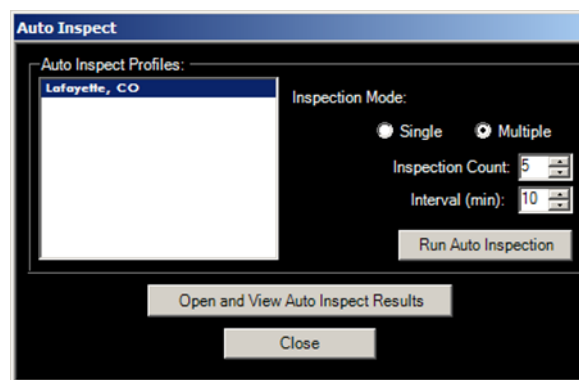 Auto Inspect
Auto Inspect Profiles:
Lafayette, CO
Inspection Mode:
Single Multiple
Inspection Count: 5
Interval (min): 10
Run Auto Inspection
Open and View Auto Inspect Results
Close